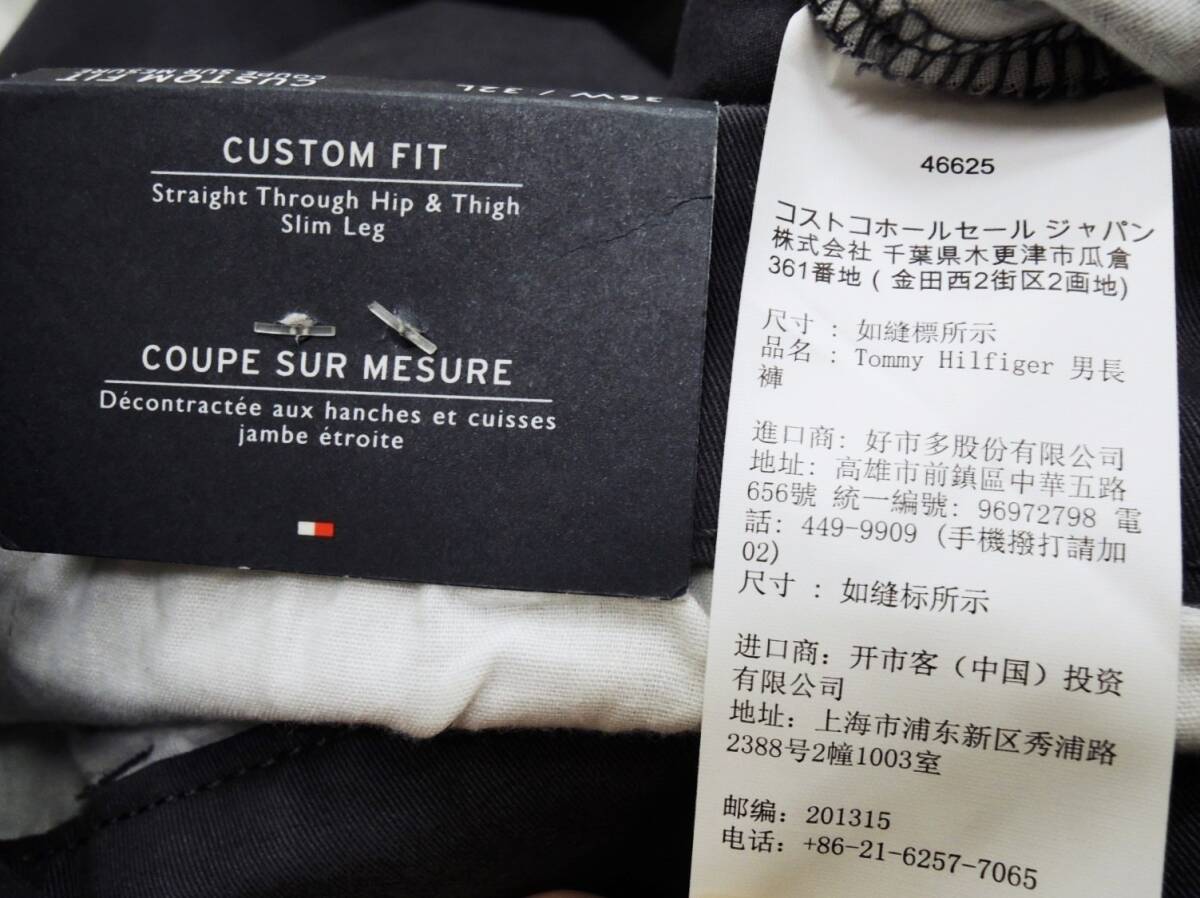 CUSTOM FIT
COUPE SUR MESURE
36W / 32L
CUSTOM FIT
Straight Through Hip & Thigh
Slim Leg
COUPE SUR MESURE
Décontractée aux hanches et cuisses
jambe étroite
46625
コストコホールセール ジャパン
株式会社 千葉県木更津市瓜倉
361番地 ( 金田西2街区2画地)
尺寸 : 如縫標所示
品名 : Tommy Hilfiger 男長
褲
進口商: 好市多股份有限公司
地址: 高雄市前鎮區中華五路
656號 統一編號: 96972798 電
話: 449-9909 (手機撥打請加
02)
尺寸 : 如缝标所示
进口商: 开市客（中国）投资
有限公司
地址: 上海市浦东新区秀浦路
2388号2幢1003室
邮编: 201315
电话: +86-21-6257-7065